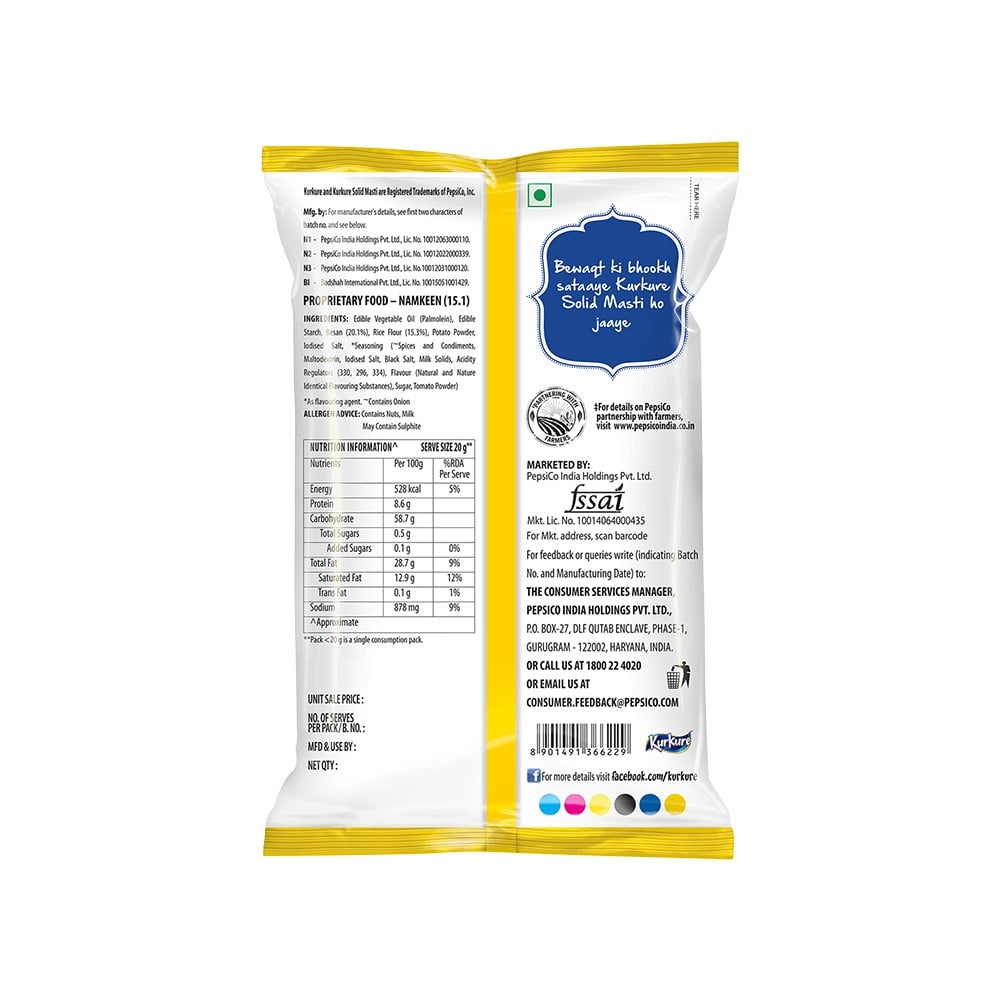 Kurkure and Kurkure Solid Masti are Registered Trademarks of PepsiCo, Inc.
Mfg. by: For manufacturer's details, see first two characters of
batch no. and see below.
N1 - PepsiCo India Holdings Pvt. Ltd., Lic. No. 10012063000110.
N2 - PepsiCo India Holdings Pvt. Ltd., Lic. No. 10012022000339.
N3 - PepsiCo India Holdings Pvt. Ltd., Lic. No. 10012031000120.
BI - Badshah International Pvt. Ltd., Lic. No. 10015051001429.
PROPRIETARY FOOD – NAMKEEN (15.1)
INGREDIENTS: Edible Vegetable Oil (Palmolein), Edible
Starch, Besan (20.1%), Rice Flour (15.3%), Potato Powder,
Iodised Salt, *Seasoning (~Spices and Condiments,
Maltodextrin, Iodised Salt, Black Salt, Milk Solids, Acidity
Regulators (330, 296, 334), Flavour (Natural and Nature
Identical Flavouring Substances), Sugar, Tomato Powder)
*As flavouring agent. ~Contains Onion
ALLERGEN ADVICE: Contains Nuts, Milk
May Contain Sulphite
NUTRITION INFORMATION^ SERVE SIZE 20 g**
Nutrients Per 100g %RDA
Per Serve
Energy 528 kcal 5%
Protein 8.6 g
Carbohydrate 58.7 g
Total Sugars 0.5 g
Added Sugars 0.1 g 0%
Total Fat 28.7 g 9%
Saturated Fat 12.9 g 12%
Trans Fat 0.1 g 1%
Sodium 878 mg 9%
^Approximate
**Pack <20 g is a single consumption pack.
UNIT SALE PRICE :
NO. OF SERVES
PER PACK/ B. NO. :
MFD & USE BY :
NET QTY :
TEAR HERE
Bewaqt ki bhookh
sataaye Kurkure
Solid Masti ho
jaaye
‡PARTNERING WITH
FARMERS
‡For details on PepsiCo
partnership with farmers,
visit www.pepsicoindia.co.in
MARKETED BY:
PepsiCo India Holdings Pvt. Ltd.
fssai
Mkt. Lic. No. 10014064000435
For Mkt. address, scan barcode
For feedback or queries write (indicating Batch
No. and Manufacturing Date) to:
THE CONSUMER SERVICES MANAGER,
PEPSICO INDIA HOLDINGS PVT. LTD.,
P.O. BOX-27, DLF QUTAB ENCLAVE, PHASE-1,
GURUGRAM - 122002, HARYANA, INDIA.
OR CALL US AT 1800 22 4020
OR EMAIL US AT
CONSUMER.FEEDBACK@PEPSICO.COM
8 901491 366229
Kurkure
f For more details visit facebook.com/kurkure